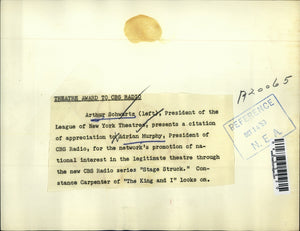 THEATRE AWARD TO CBS RADIO
Arthur Schwartz (left), President of the
League of New York Theatres, presents a citation
of appreciation to Adrian Murphy, President of
CBS Radio, for the network's promotion of na-
tional interest in the legitimate theatre through
the new CBS Radio series "Stage Struck." Con-
stance Carpenter of "The King and I" looks on.
A20065
REFERENCE
N. E. A.